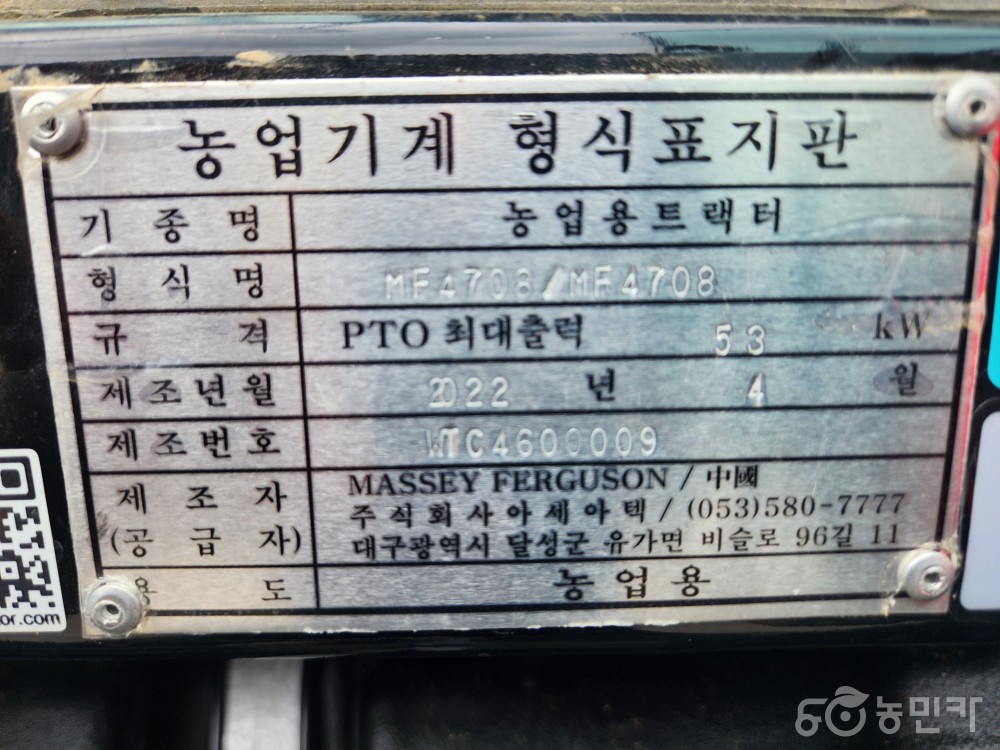 농업기계 형식표지판
기종명 농업용트랙터
형식명 MF4708/MF4708
규격 PTO 최대출력 53 kW
제조년월 2022 년 4 월
제조번호 WTC4600009
제조자 MASSEY FERGUSON / 中國
주식회사아세아텍 / (053)580-7777
(공급자) 대구광역시 달성군 유가면 비슬로 96길 11
용도 농업용
or.com
농민카